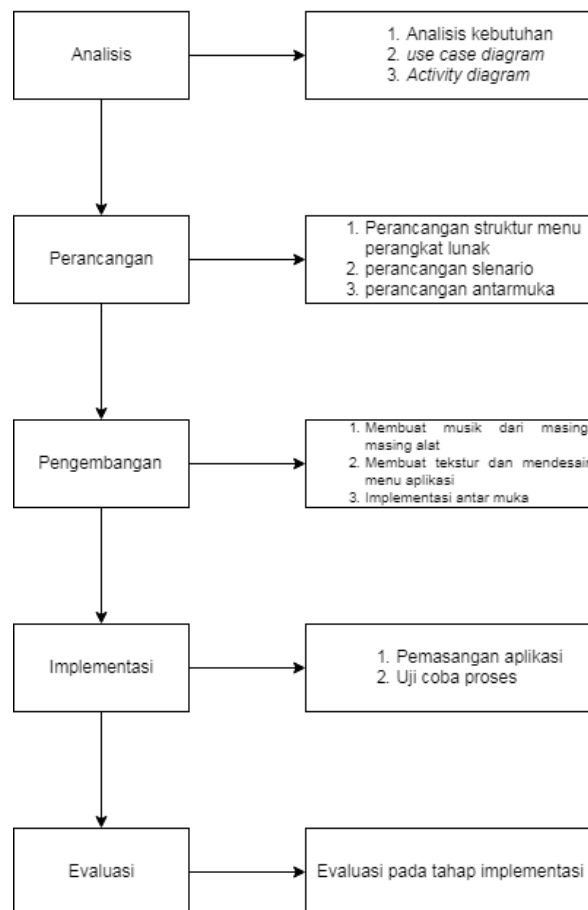 Analisis
1. Analisis kebutuhan
2. use case diagram
3. Activity diagram
Perancangan
1. Perancangan struktur menu
perangkat lunak
2. perancangan slenario
3. perancangan antarmuka
Pengembangan
1. Membuat musik dari masing
masing alat
2. Membuat tekstur dan mendesain
menu aplikasi
3. Implementasi antar muka
Implementasi
1. Pemasangan aplikasi
2. Uji coba proses
Evaluasi
Evaluasi pada tahap implementasi